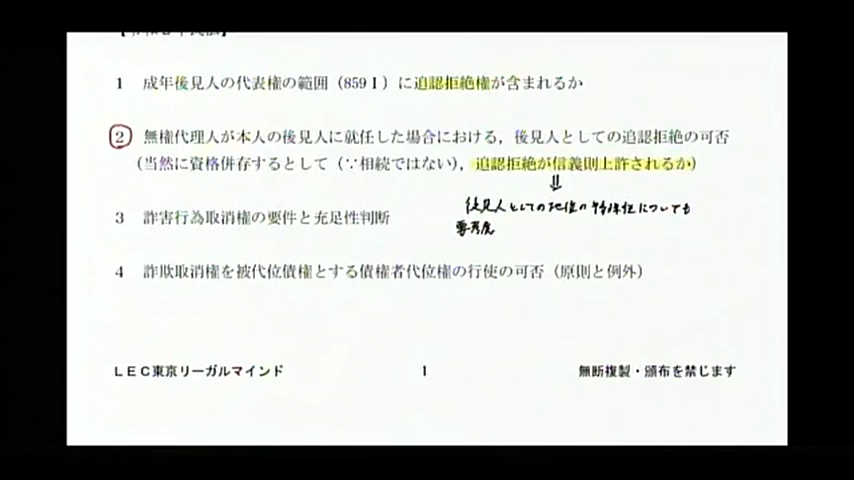 1 成年後見人の代表権の範囲(859Ⅰ)に追認拒絶権が含まれるか
2 無権代理人が本人の後見人に就任した場合における,後見人としての追認拒絶の可否
(当然に資格併存するとして(∵相続ではない),追認拒絶が信義則上許されるか)
⇓
後見人としての地位の特殊性についても
要考慮
3 詐害行為取消権の要件と充足性判断
4 詐欺取消権を被代位債権とする債権者代位権の行使の可否(原則と例外)
LEC東京リーガルマインド 1 無断複製・頒布を禁じます